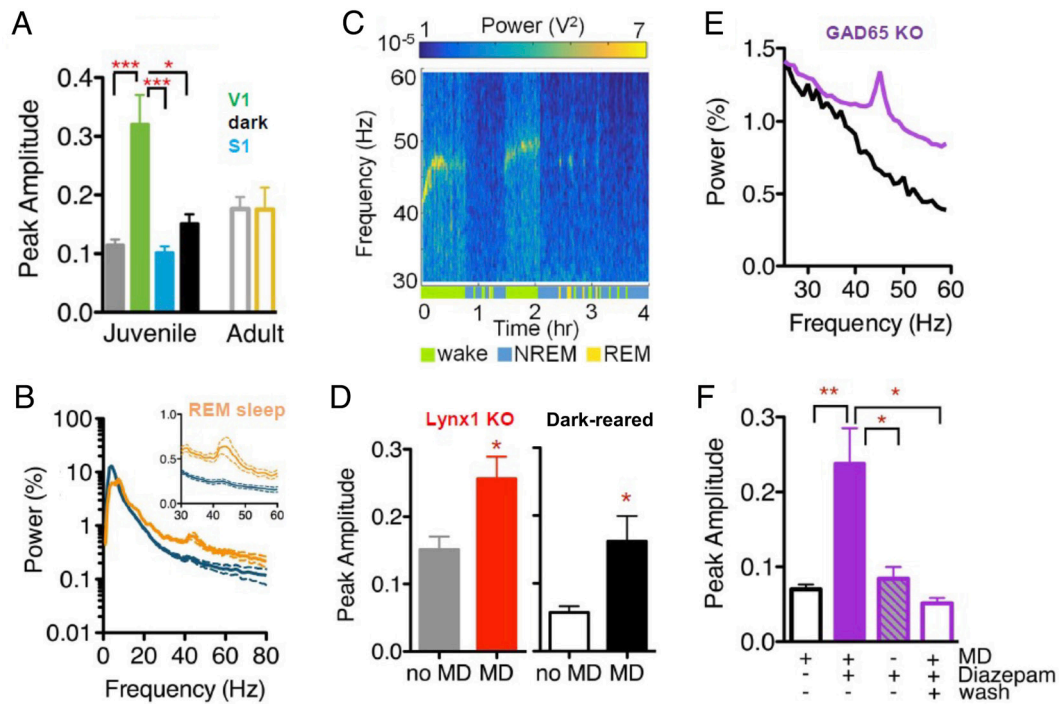 A
Peak Amplitude
0.4
0.3
0.2
0.1
0.0
***
*
***
V1
dark
S1
Juvenile
Adult
B
Power (%)
100
10
1
0.1
0.01
REM sleep
1.0
0.5
0.0
30 40 50 60
0 20 40 60 80
Frequency (Hz)
C
Power (V²)
1
7
10⁻⁵
Frequency (Hz)
60
50
40
30
0 1 2 3 4
Time (hr)
wake NREM REM
D
Lynx1 KO
Dark-reared
Peak Amplitude
0.3
0.2
0.1
0.0
*
*
no MD MD
no MD MD
E
GAD65 KO
Power (%)
1.5
1.0
0.5
0.0
30 40 50 60
Frequency (Hz)
F
Peak Amplitude
0.3
0.2
0.1
0.0
**
*
*
+ + - + MD
- + + + Diazepam
- - - + wash